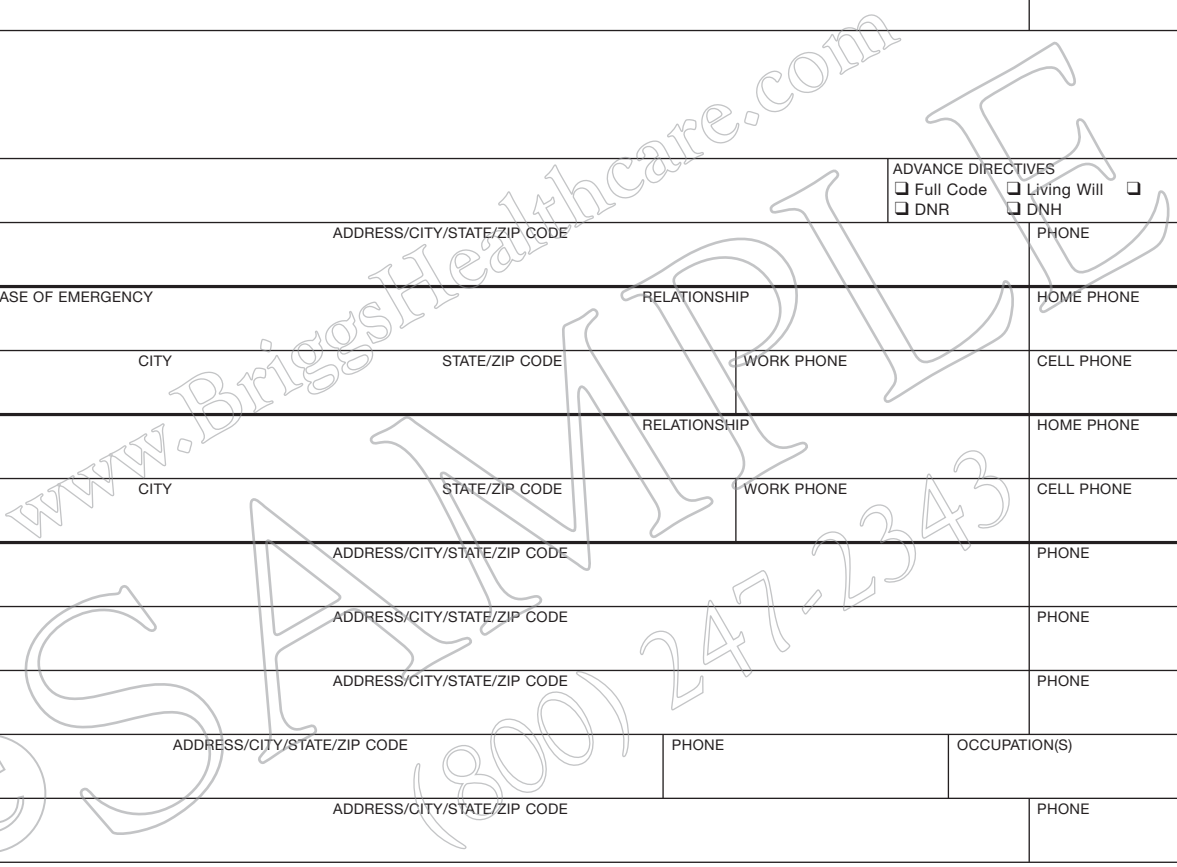 ADVANCE DIRECTIVES
❑ Full Code ❑ Living Will ❑
❑ DNR ❑ DNH
ADDRESS/CITY/STATE/ZIP CODE PHONE
ASE OF EMERGENCY RELATIONSHIP HOME PHONE
CITY STATE/ZIP CODE WORK PHONE CELL PHONE
RELATIONSHIP HOME PHONE
CITY STATE/ZIP CODE WORK PHONE CELL PHONE
ADDRESS/CITY/STATE/ZIP CODE PHONE
ADDRESS/CITY/STATE/ZIP CODE PHONE
ADDRESS/CITY/STATE/ZIP CODE PHONE
ADDRESS/CITY/STATE/ZIP CODE PHONE OCCUPATION(S)
ADDRESS/CITY/STATE/ZIP CODE PHONE
www.BriggsHealthcare.com
©SAMPLE
(800) 247-2343